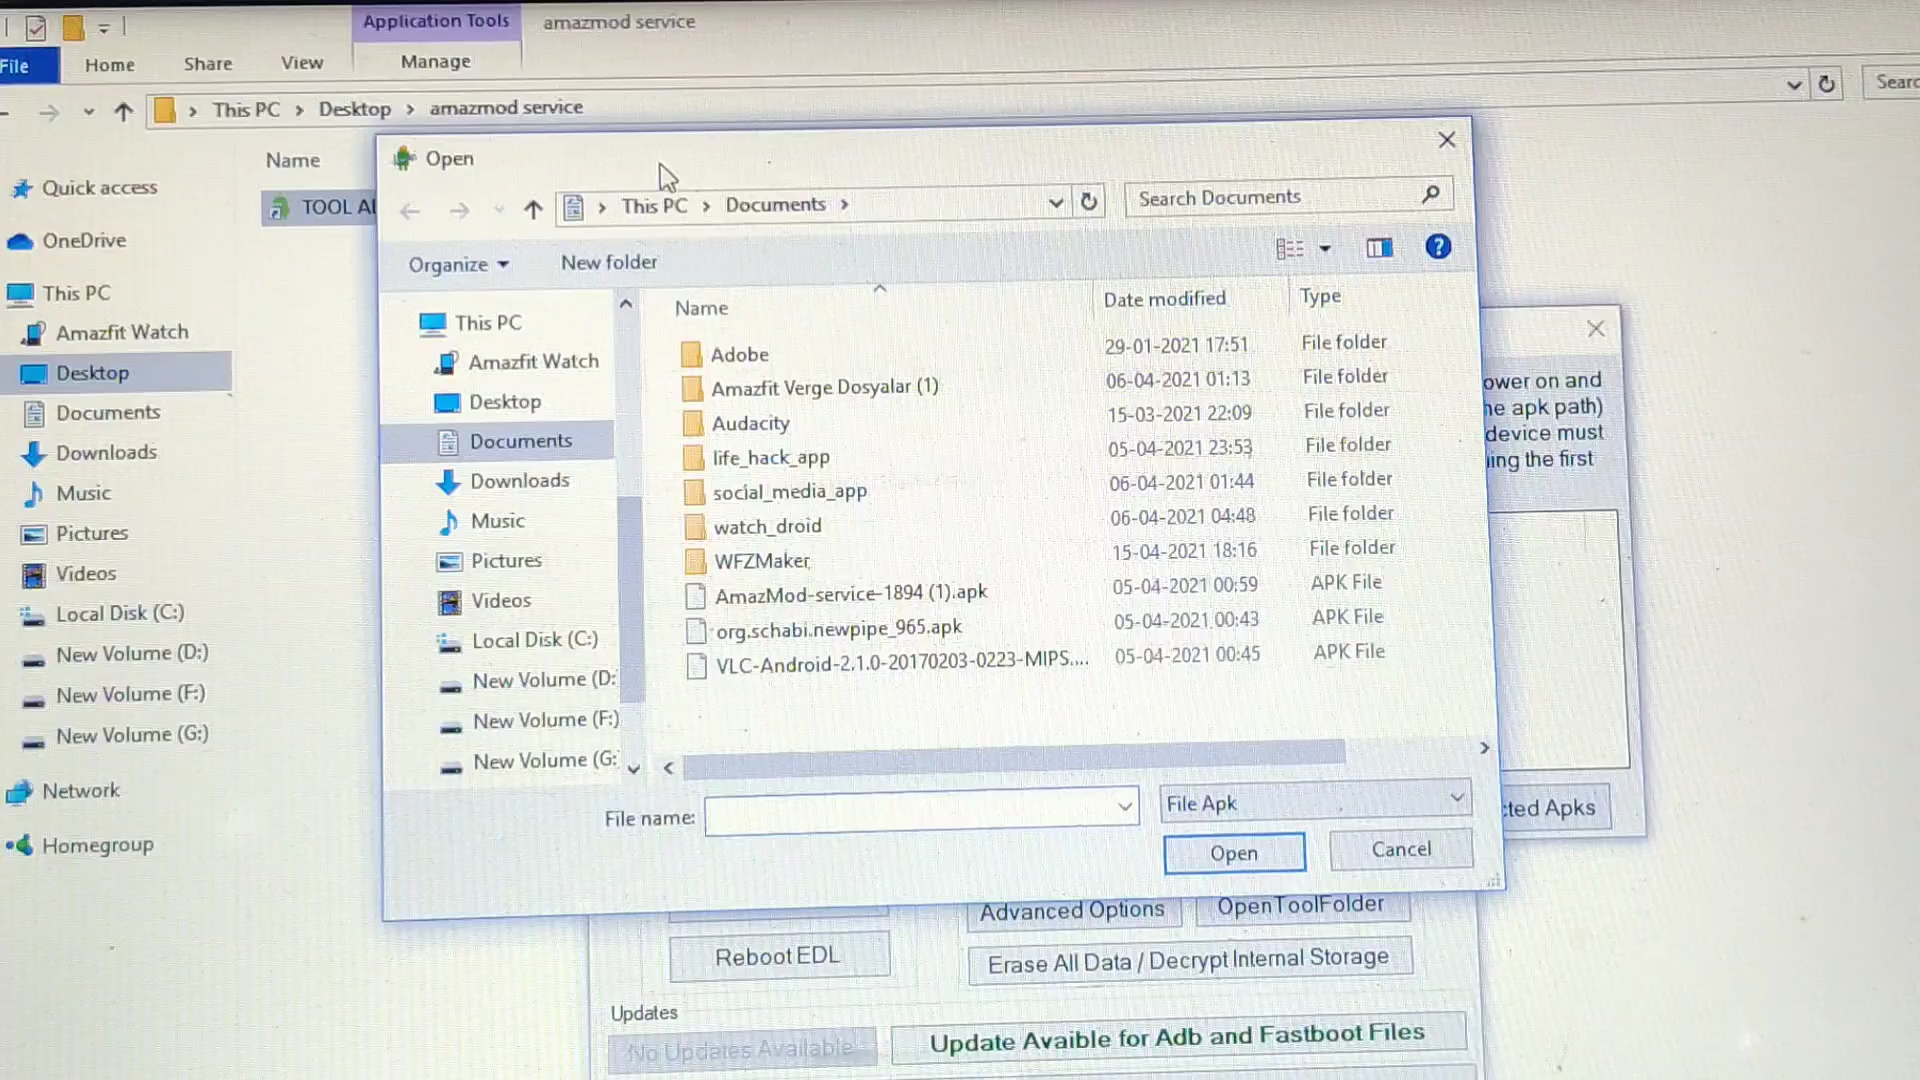 Application Tools
amazmod service
File
Home
Share
View
Manage
This PC > Desktop > amazmod service
Name
TOOL
Quick access
OneDrive
This PC
Amazfit Watch
Desktop
Documents
Downloads
Music
Pictures
Videos
Local Disk (C:)
New Volume (D:)
New Volume (F:)
New Volume (G:)
Network
Homegroup
Open
This PC > Documents >
Search Documents
Organize
New folder
This PC
Amazfit Watch
Desktop
Documents
Downloads
Music
Pictures
Videos
Local Disk (C:)
New Volume (D:
New Volume (F:)
New Volume (G:
Name Date modified Type
Adobe 29-01-2021 17:51 File folder
Amazfit Verge Dosyalar (1) 06-04-2021 01:13 File folder
Audacity 15-03-2021 22:09 File folder
life_hack_app 05-04-2021 23:53 File folder
social_media_app 06-04-2021 01:44 File folder
watch_droid 06-04-2021 04:48 File folder
WFZMaker 15-04-2021 18:16 File folder
AmazMod-service-1894 (1).apk 05-04-2021 00:59 APK File
org.schabi.newpipe_965.apk 05-04-2021 00:43 APK File
VLC-Android-2.1.0-20170203-0223-MIPS.... 05-04-2021 00:45 APK File
File name:
File Apk
Open
Cancel
ower on and
he apk path)
device must
ing the first
cted Apks
Advanced Options
OpenToolFolder
Reboot EDL
Erase All Data / Decrypt Internal Storage
Updates
No Updates Available
Update Avaible for Adb and Fastboot Files